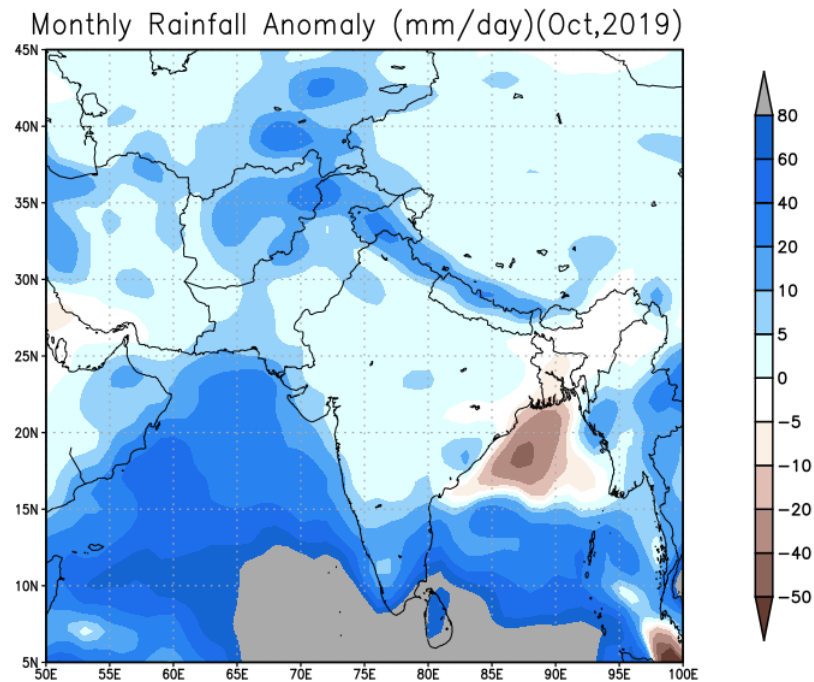 Monthly Rainfall Anomaly (mm/day)(Oct,2019)
45N
40N
35N
30N
25N
20N
15N
10N
5N
50E 55E 60E 65E 70E 75E 80E 85E 90E 95E 100E
80
60
40
20
10
5
0
−5
−10
−20
−40
−50